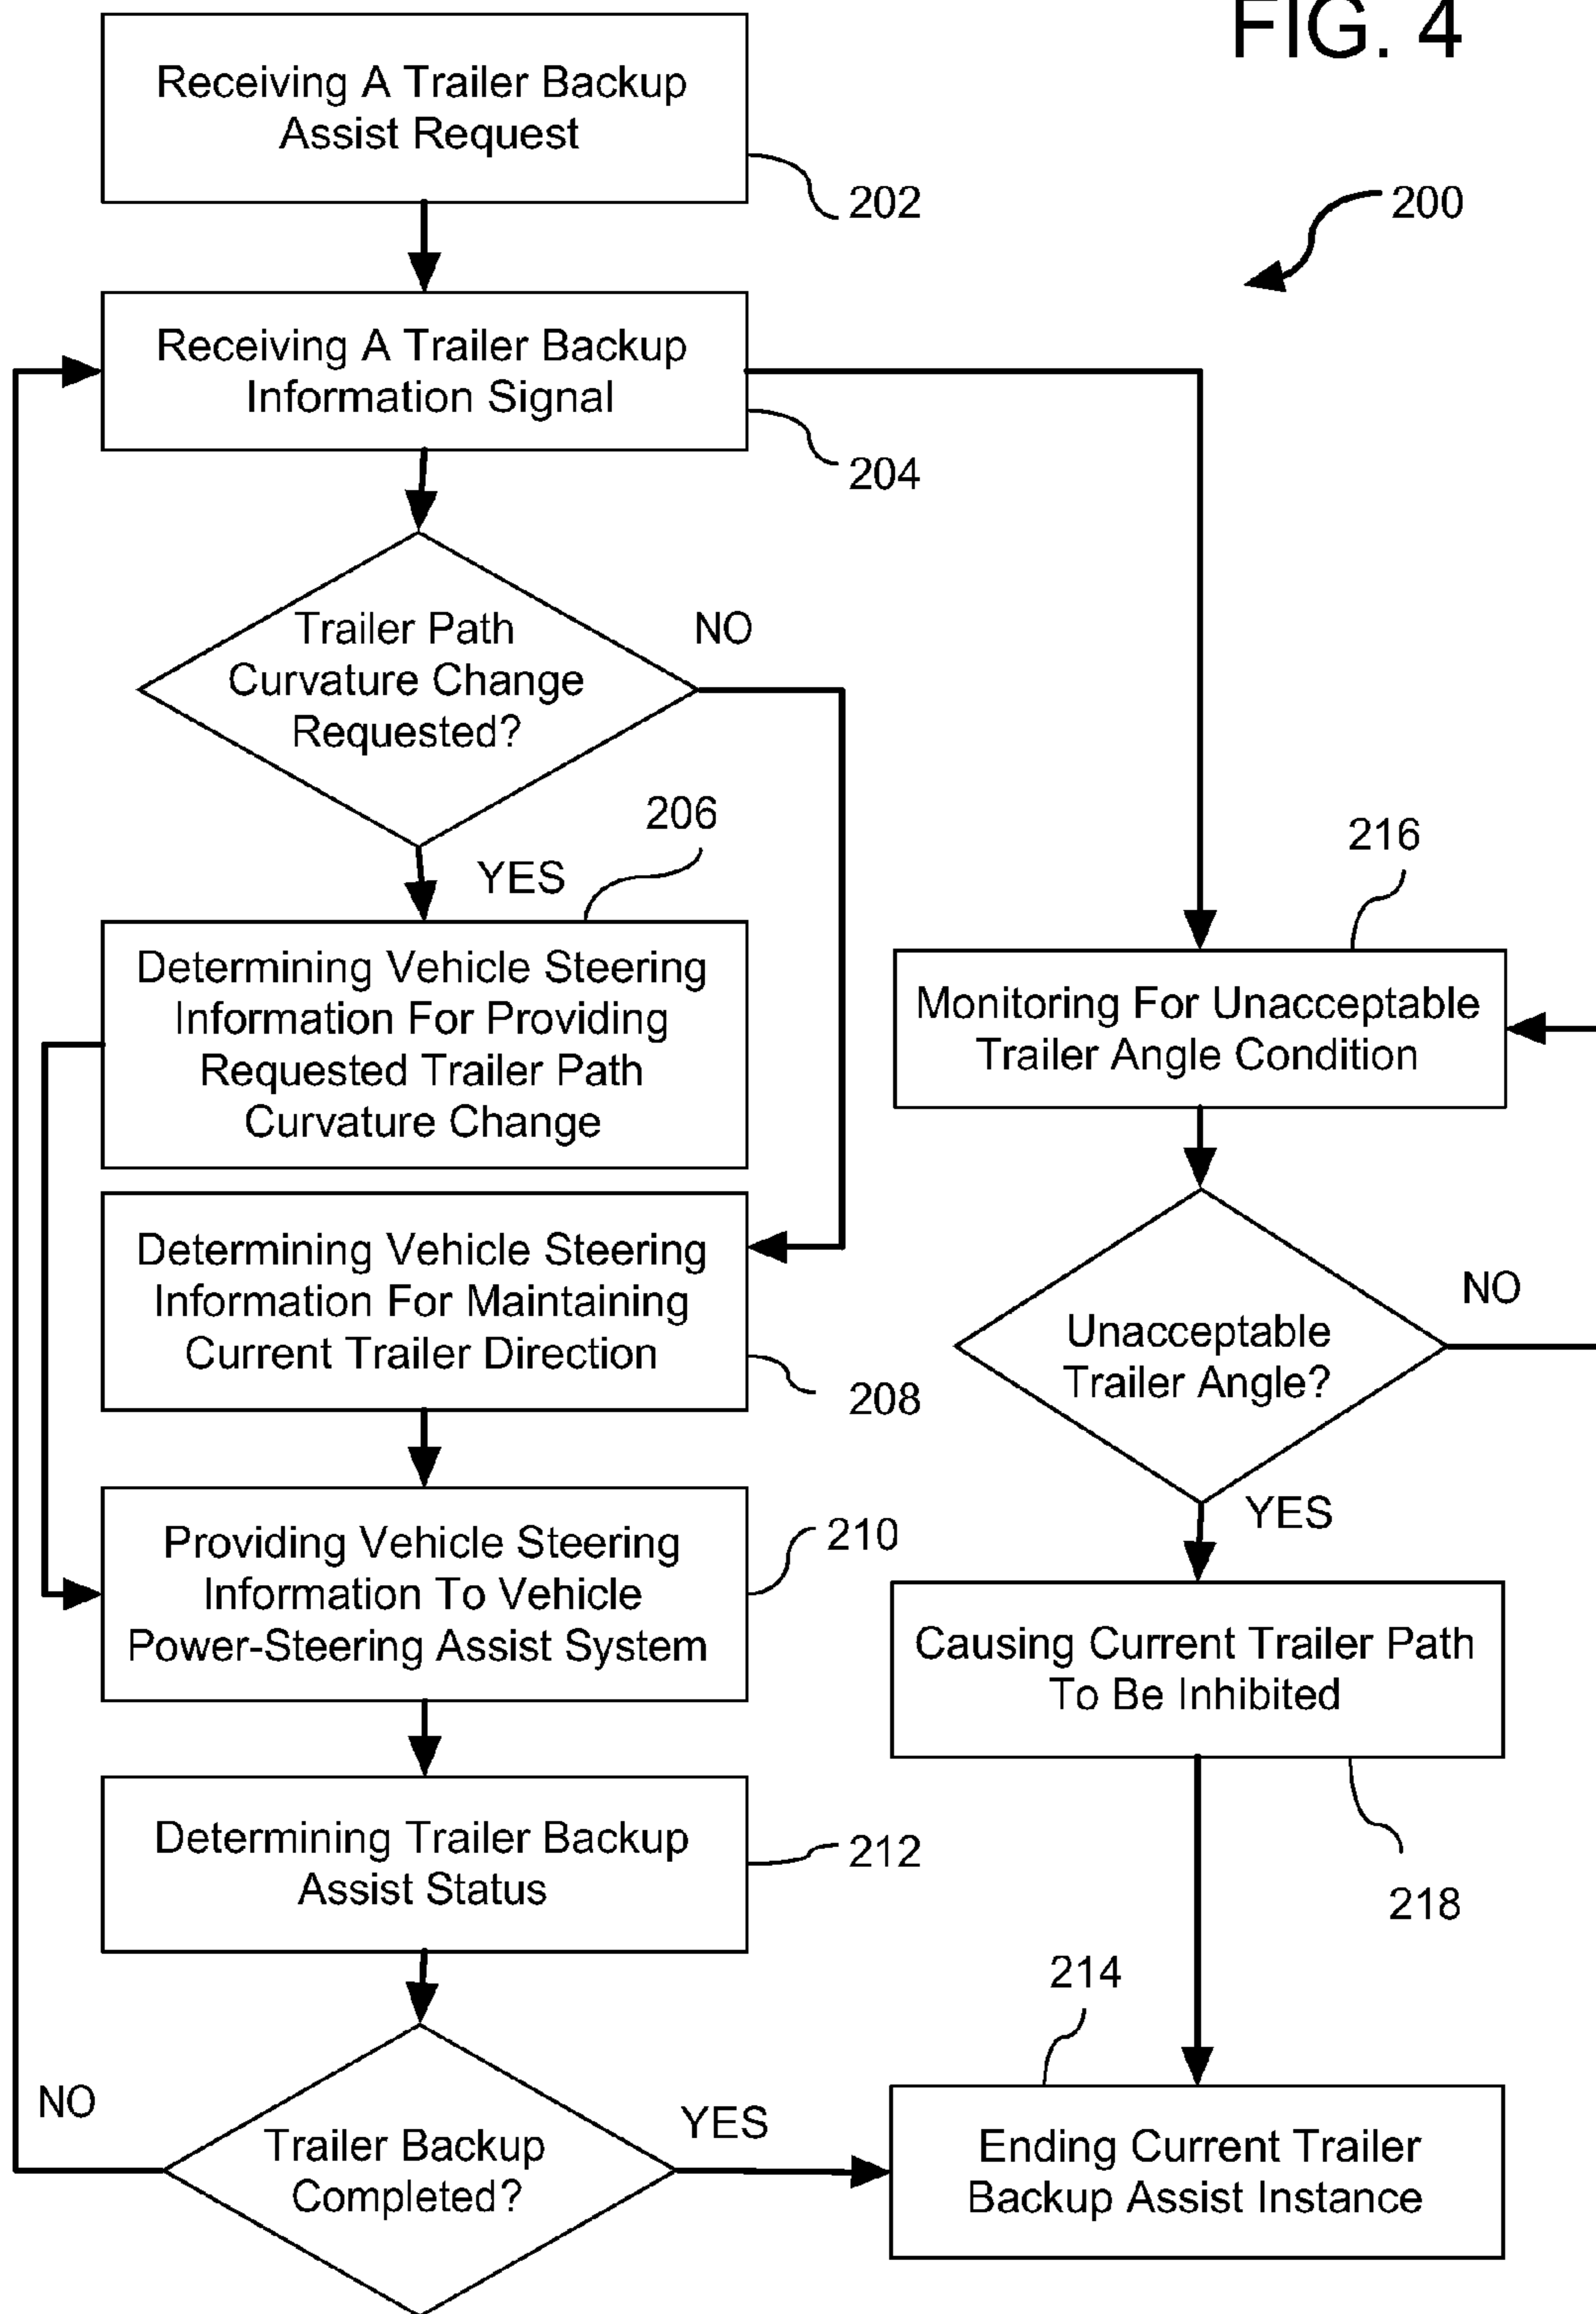 FIG. 4
Receiving A Trailer Backup
Assist Request
202
200
Receiving A Trailer Backup
Information Signal
204
Trailer Path
Curvature Change
Requested?
NO
YES
206
Determining Vehicle Steering
Information For Providing
Requested Trailer Path
Curvature Change
Determining Vehicle Steering
Information For Maintaining
Current Trailer Direction
208
Providing Vehicle Steering
Information To Vehicle
Power-Steering Assist System
210
Determining Trailer Backup
Assist Status
212
Trailer Backup
Completed?
NO
YES
216
Monitoring For Unacceptable
Trailer Angle Condition
Unacceptable
Trailer Angle?
NO
YES
Causing Current Trailer Path
To Be Inhibited
218
214
Ending Current Trailer
Backup Assist Instance